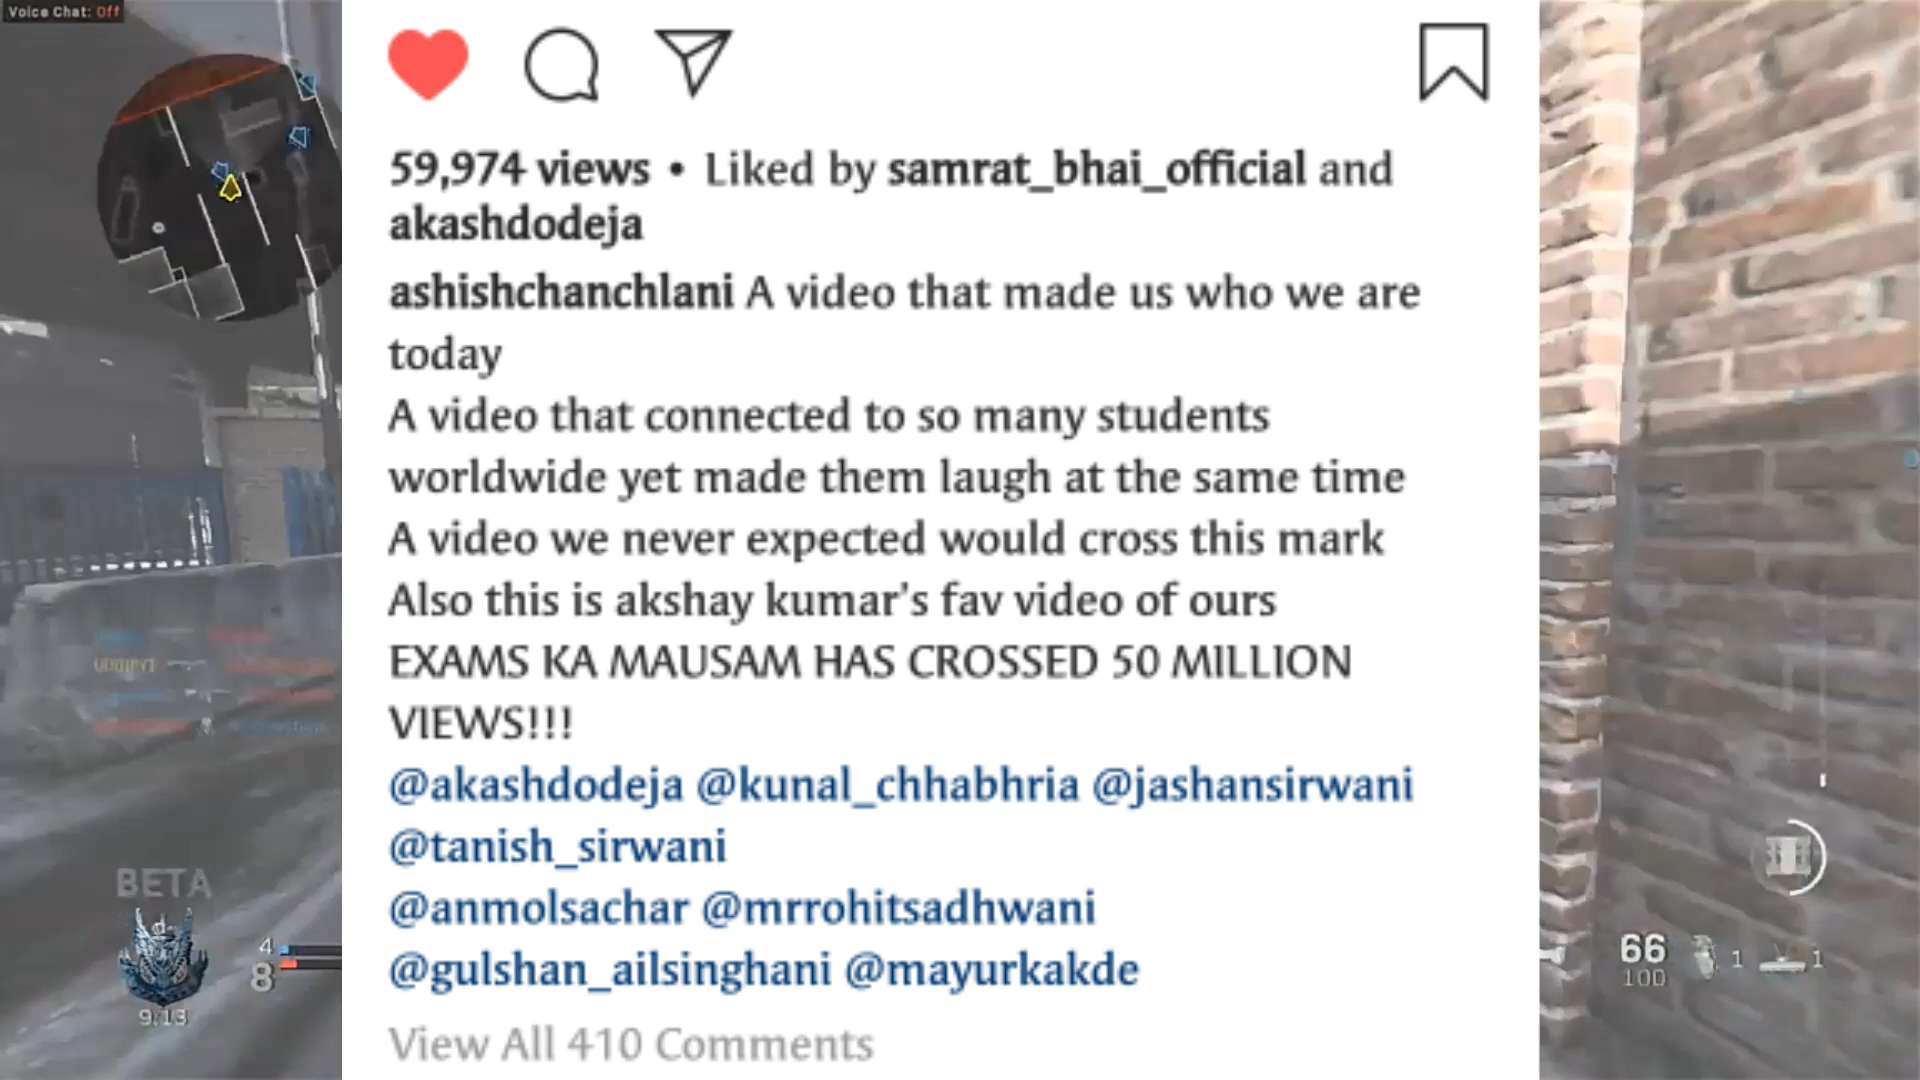 Voice Chat: Off
59,974 views • Liked by samrat_bhai_official and
akashdodeja
ashishchanchlani A video that made us who we are
today
A video that connected to so many students
worldwide yet made them laugh at the same time
A video we never expected would cross this mark
Also this is akshay kumar's fav video of ours
EXAMS KA MAUSAM HAS CROSSED 50 MILLION
VIEWS!!!
@akashdodeja @kunal_chhabhria @jashansirwani
@tanish_sirwani
@anmolsachar @mrrohitsadhwani
@gulshan_ailsinghani @mayurkakde
View All 410 Comments
BETA
4
8
9:13
66
100
1
1